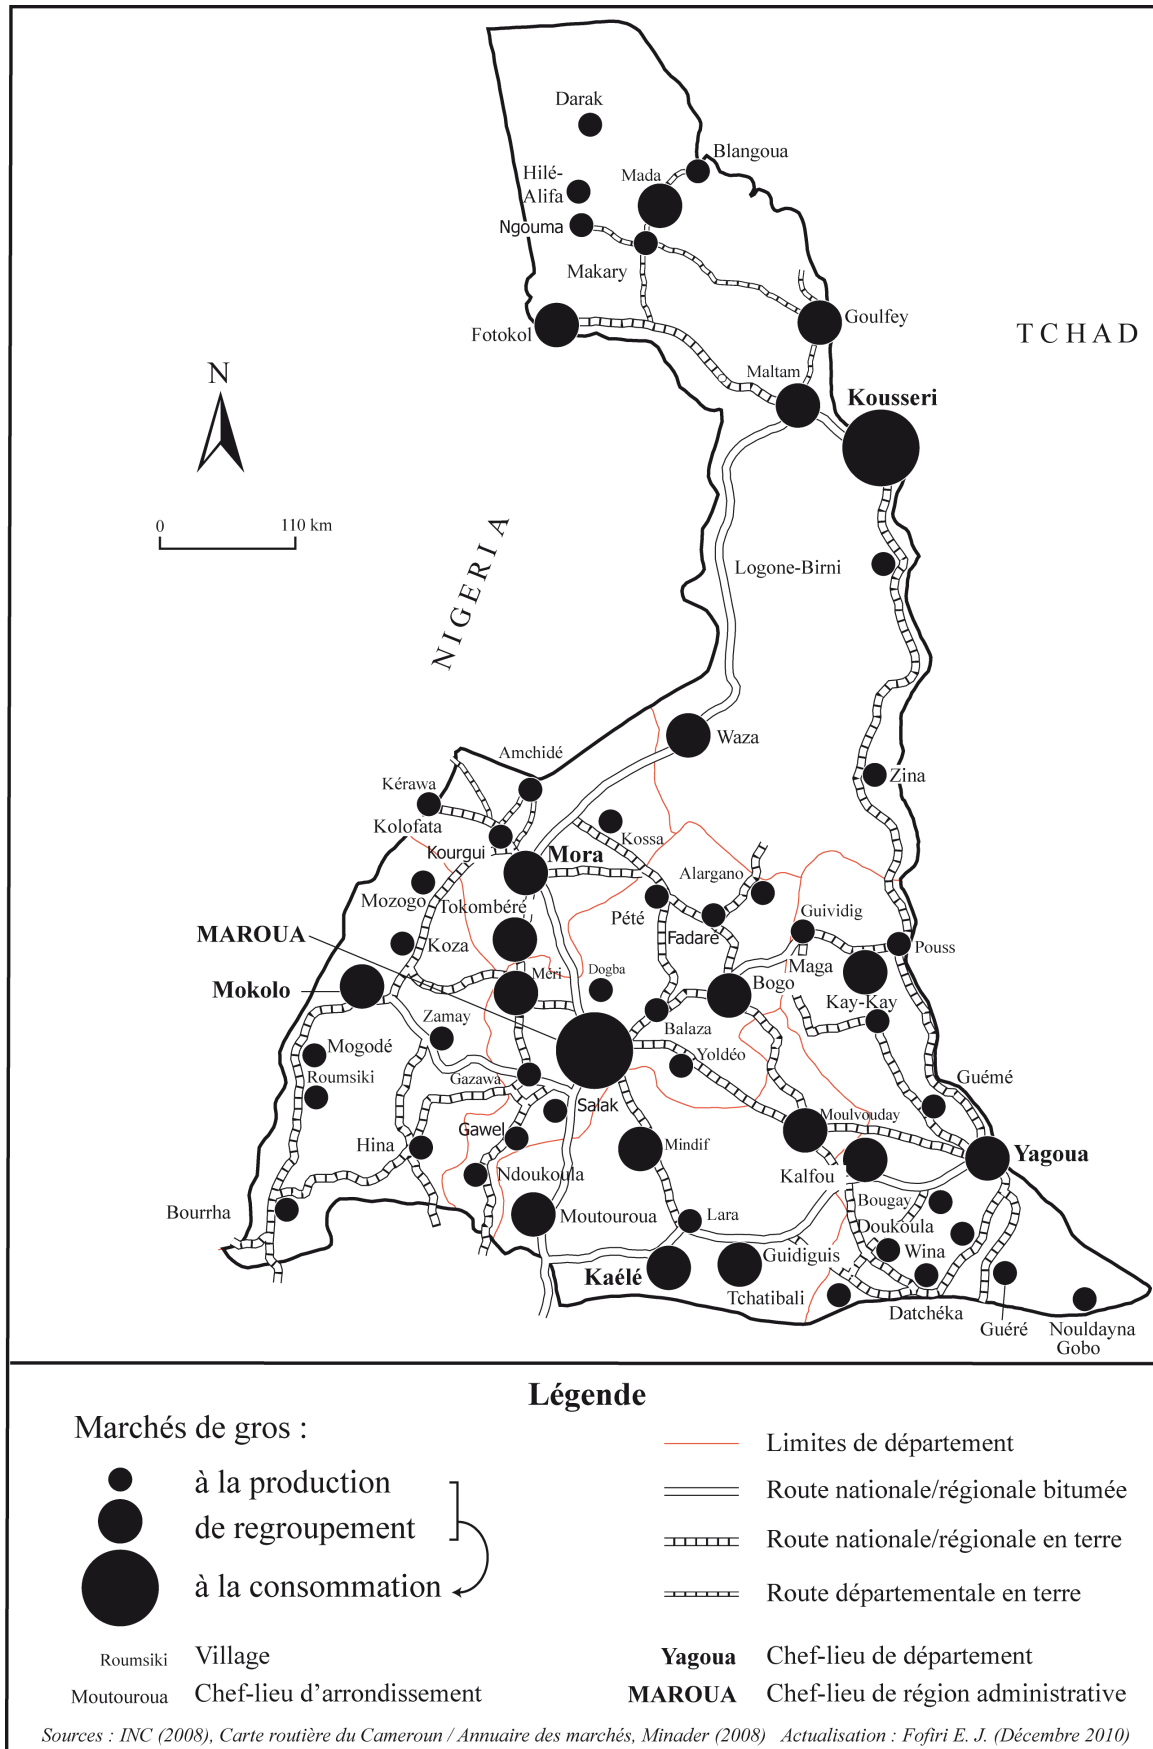 Darak
Blangoua
Hilé-
Alifa
Mada
Ngouma
Makary
Goulfey
Fotokol
TCHAD
Maltam
Kousseri
N
0
110 km
NIGERIA
Logone-Birni
Waza
Amchidé
Zina
Kérawa
Kolofata
Kossa
Kourgui
Mora
Alargano
Mozogo
Tokombéré
Pété
Guividig
MAROUA
Koza
Fadaré
Pouss
Maga
Méri
Dogba
Bogo
Mokolo
Kay-Kay
Zamay
Balaza
Mogodé
Yoldéo
Roumsiki
Gazawa
Guémé
Salak
Moulvouday
Gawel
Hina
Mindif
Yagoua
Ndoukoula
Kalfou
Bougay
Bourrha
Moutouroua
Lara
Doukoula
Wina
Guidiguis
Kaélé
Tchatibali
Datchéka
Guéré
Nouldayna
Gobo
Légende
Marchés de gros :
à la production
de regroupement
à la consommation
Roumsiki
Village
Moutouroua
Chef-lieu d'arrondissement
Limites de département
Route nationale/régionale bitumée
Route nationale/régionale en terre
Route départementale en terre
Yagoua
Chef-lieu de département
MAROUA
Chef-lieu de région administrative
Sources : INC (2008), Carte routière du Cameroun / Annuaire des marchés, Minader (2008) Actualisation : Fofiri E. J. (Décembre 2010)